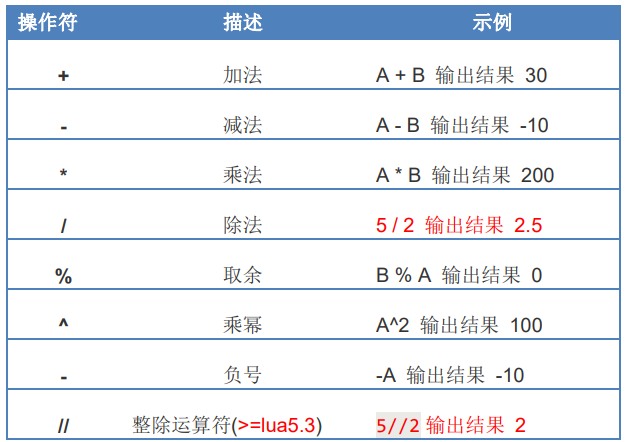 操作符 描述 示例
+ 加法 A + B 输出结果 30
- 减法 A - B 输出结果 -10
* 乘法 A * B 输出结果 200
/ 除法 5 / 2 输出结果 2.5
% 取余 B % A 输出结果 0
^ 乘幂 A^2 输出结果 100
- 负号 -A 输出结果 -10
// 整除运算符(>=lua5.3) 5//2 输出结果 2